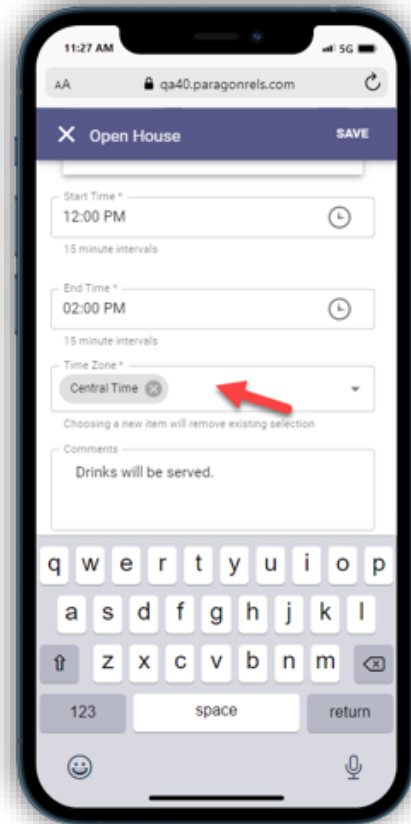 11:27 AM 5G
AA qa40.paragonrels.com
Open House SAVE
Start Time *
12:00 PM
15 minute intervals
End Time *
02:00 PM
15 minute intervals
Time Zone *
Central Time
Choosing a new item will remove existing selection
Comments
Drinks will be served.
q w e r t y u i o p
a s d f g h j k l
z x c v b n m
123 space return